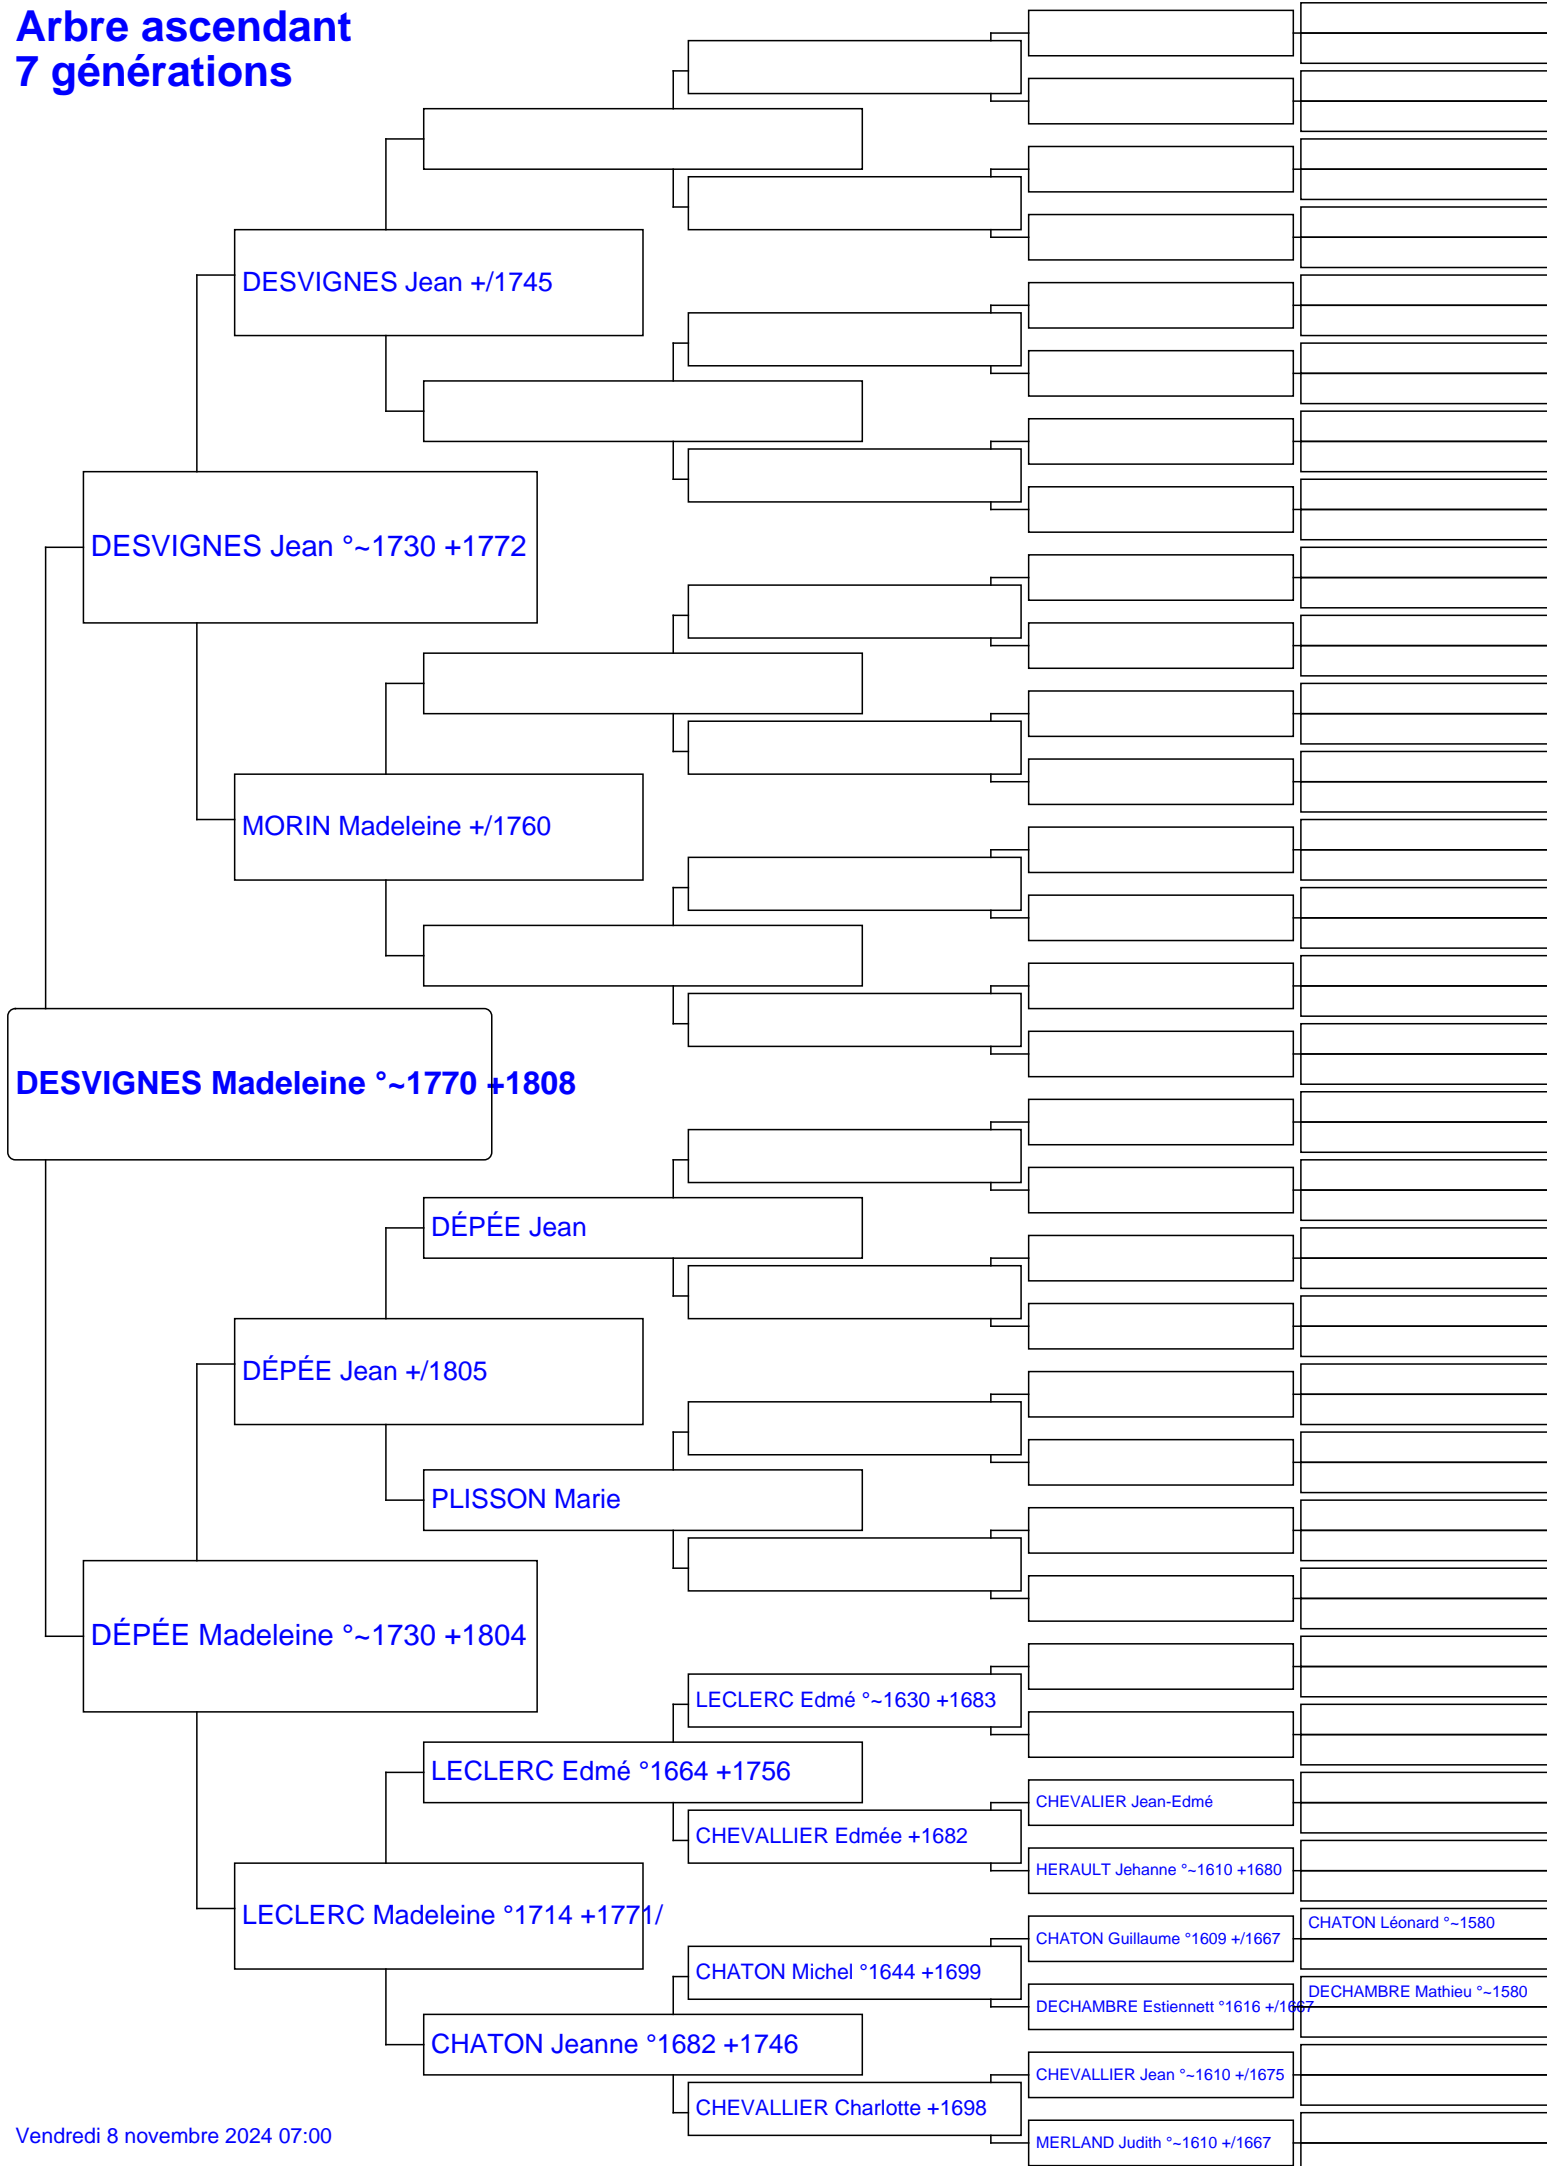 Arbre ascendant
7 générations
DESVIGNES Jean +/1745
DESVIGNES Jean °~1730 +1772
MORIN Madeleine +/1760
DESVIGNES Madeleine °~1770 +1808
DÉPÉE Jean
DÉPÉE Jean +/1805
PLISSON Marie
DÉPÉE Madeleine °~1730 +1804
LECLERC Edmé °~1630 +1683
LECLERC Edmé °1664 +1756
CHEVALIER Jean-Edmé
CHEVALLIER Edmée +1682
HERAULT Jehanne °~1610 +1680
LECLERC Madeleine °1714 +1771/
CHATON Léonard °~1580
CHATON Guillaume °1609 +/1667
CHATON Michel °1644 +1699
DECHAMBRE Mathieu °~1580
DECHAMBRE Estiennett °1616 +/1667
CHATON Jeanne °1682 +1746
CHEVALLIER Jean °~1610 +/1675
CHEVALLIER Charlotte +1698
MERLAND Judith °~1610 +/1667
Vendredi 8 novembre 2024 07:00